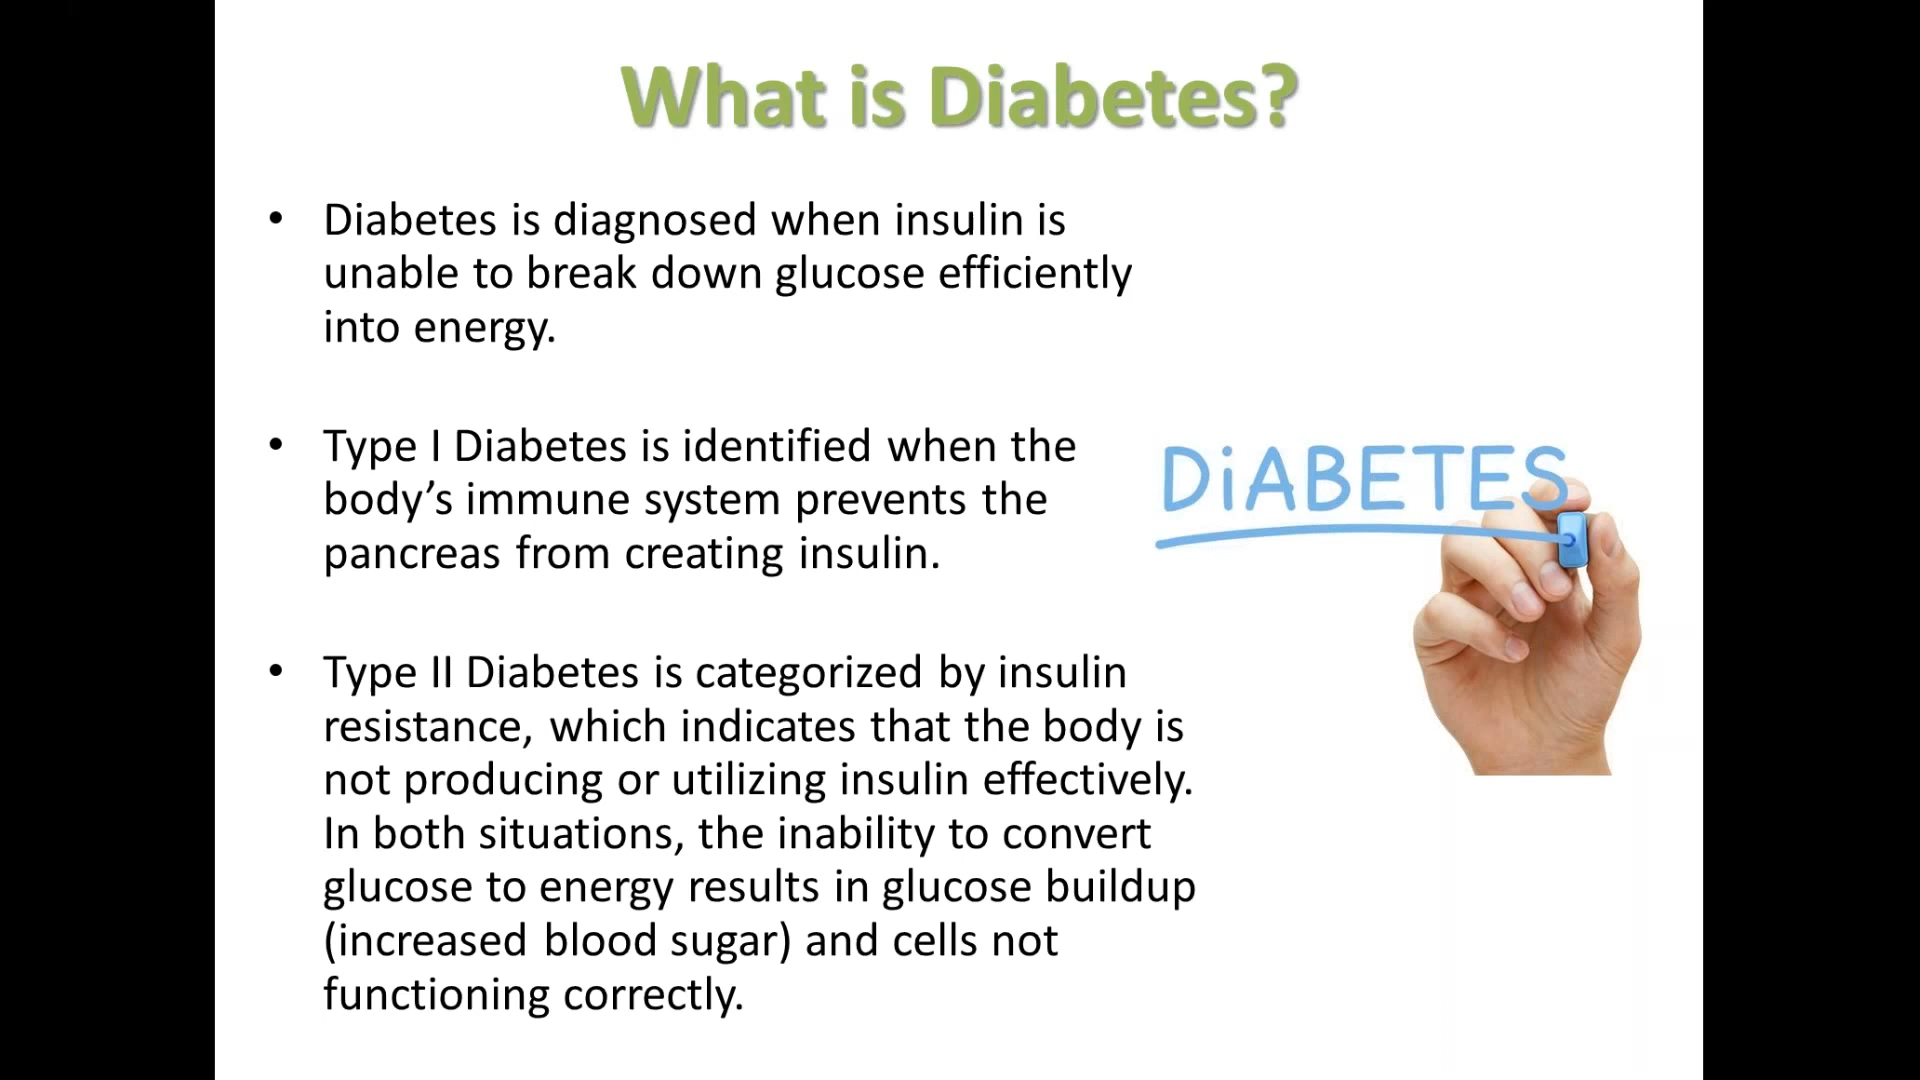 What is Diabetes?
• Diabetes is diagnosed when insulin is
unable to break down glucose efficiently
into energy.
• Type I Diabetes is identified when the
body’s immune system prevents the
pancreas from creating insulin.
DiABETES
• Type II Diabetes is categorized by insulin
resistance, which indicates that the body is
not producing or utilizing insulin effectively.
In both situations, the inability to convert
glucose to energy results in glucose buildup
(increased blood sugar) and cells not
functioning correctly.